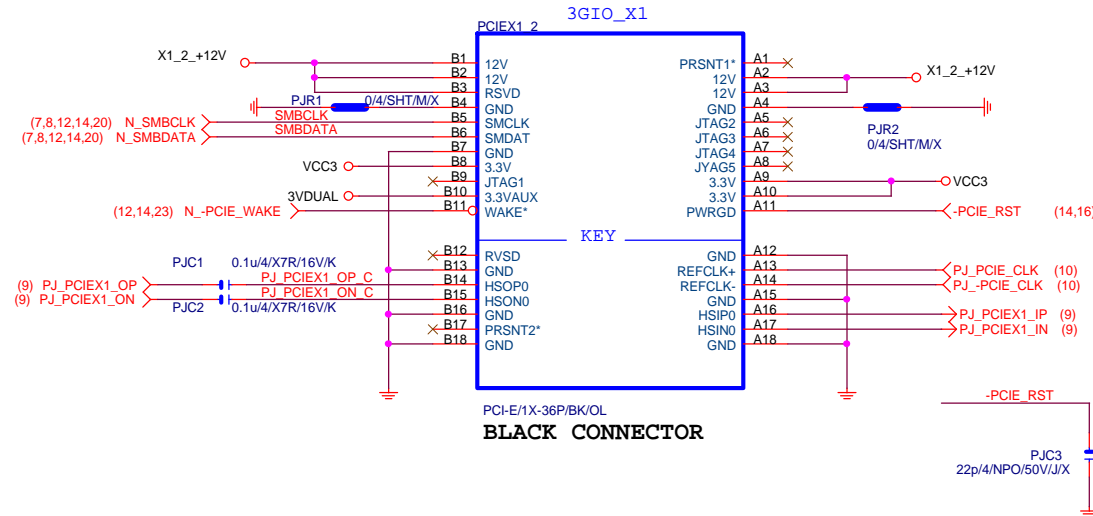 3GIO_X1
PCIEX1_2
X1_2_+12V
B1 12V
B2 12V
B3 RSVD
PJR1 0/4/SHT/M/X B4 GND
(7,8,12,14,20) N_SMBCLK SMBCLK B5 SMCLK
(7,8,12,14,20) N_SMBDATA SMBDATA B6 SMDAT
B7 GND
VCC3 B8 3.3V
B9 JTAG1
3VDUAL B10 3.3VAUX
(12,14,23) N_-PCIE_WAKE B11 WAKE*
PRSNT1* A1
12V A2 X1_2_+12V
12V A3
GND A4
PJR2
0/4/SHT/M/X
JTAG2 A5
JTAG3 A6
JTAG4 A7
JYAG5 A8
3.3V A9 VCC3
3.3V A10
PWRGD A11 -PCIE_RST (14,16)
KEY
B12 RVSD
PJC1 0.1u/4/X7R/16V/K B13 GND
(9) PJ_PCIEX1_OP PJ_PCIEX1_OP_C B14 HSOP0
(9) PJ_PCIEX1_ON PJ_PCIEX1_ON_C B15 HSON0
PJC2 0.1u/4/X7R/16V/K B16 GND
B17 PRSNT2*
B18 GND
GND A12
REFCLK+ A13 PJ_PCIE_CLK (10)
REFCLK- A14 PJ_-PCIE_CLK (10)
GND A15
HSIP0 A16 PJ_PCIEX1_IP (9)
HSIN0 A17 PJ_PCIEX1_IN (9)
GND A18
PCI-E/1X-36P/BK/OL
BLACK CONNECTOR
-PCIE_RST
PJC3
22p/4/NPO/50V/J/X